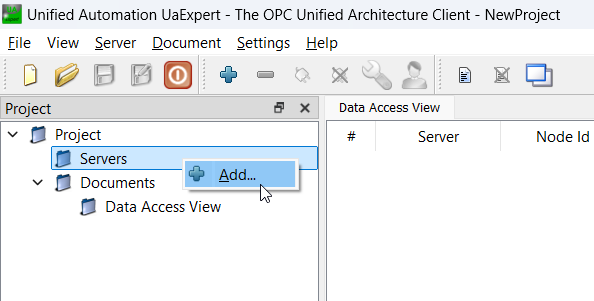 Unified Automation UaExpert - The OPC Unified Architecture Client - NewProject
File View Server Document Settings Help
Project
Data Access View
Project
# Server Node Id
Servers
Add...
Documents
Data Access View